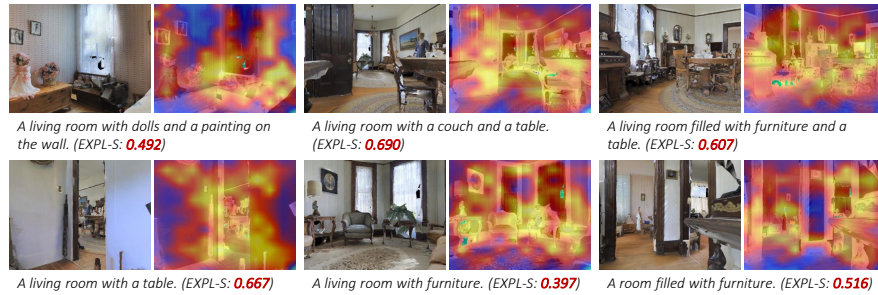 A living room with dolls and a painting on
the wall. (EXPL-S: 0.492)
A living room with a couch and a table.
(EXPL-S: 0.690)
A living room filled with furniture and a
table. (EXPL-S: 0.607)
A living room with a table. (EXPL-S: 0.667)
A living room with furniture. (EXPL-S: 0.397)
A room filled with furniture. (EXPL-S: 0.516)